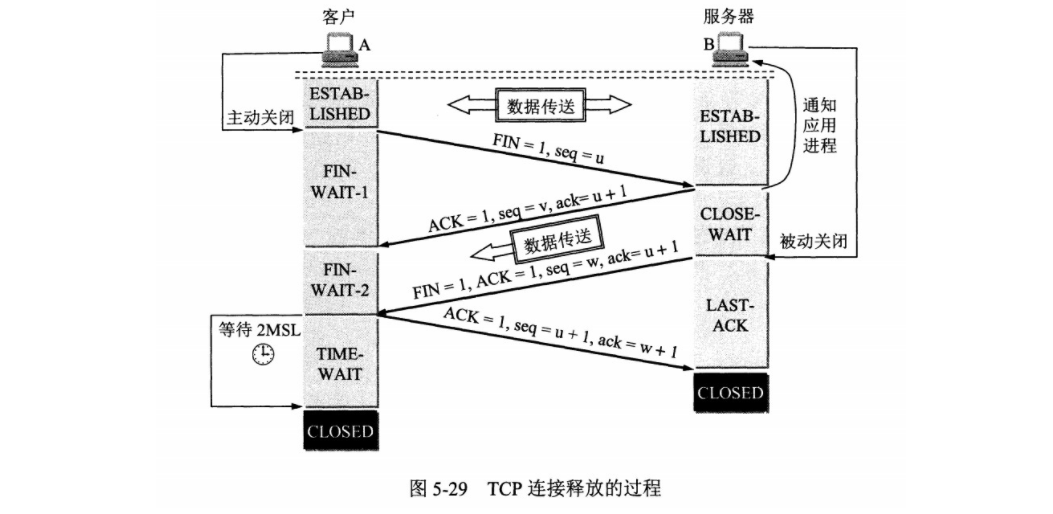 客户
服务器
A
B
ESTAB-
LISHED
数据传送
通知
应用
进程
主动关闭
ESTAB-
LISHED
FIN = 1, seq = u
FIN-
WAIT-1
ACK = 1, seq = v, ack= u + 1
CLOSE-
WAIT
数据传送
被动关闭
FIN-
WAIT-2
FIN = 1, ACK = 1, seq = w, ack= u + 1
LAST-
ACK
ACK = 1, seq = u + 1, ack = w + 1
等待 2MSL
TIME-
WAIT
CLOSED
CLOSED
图 5-29 TCP 连接释放的过程